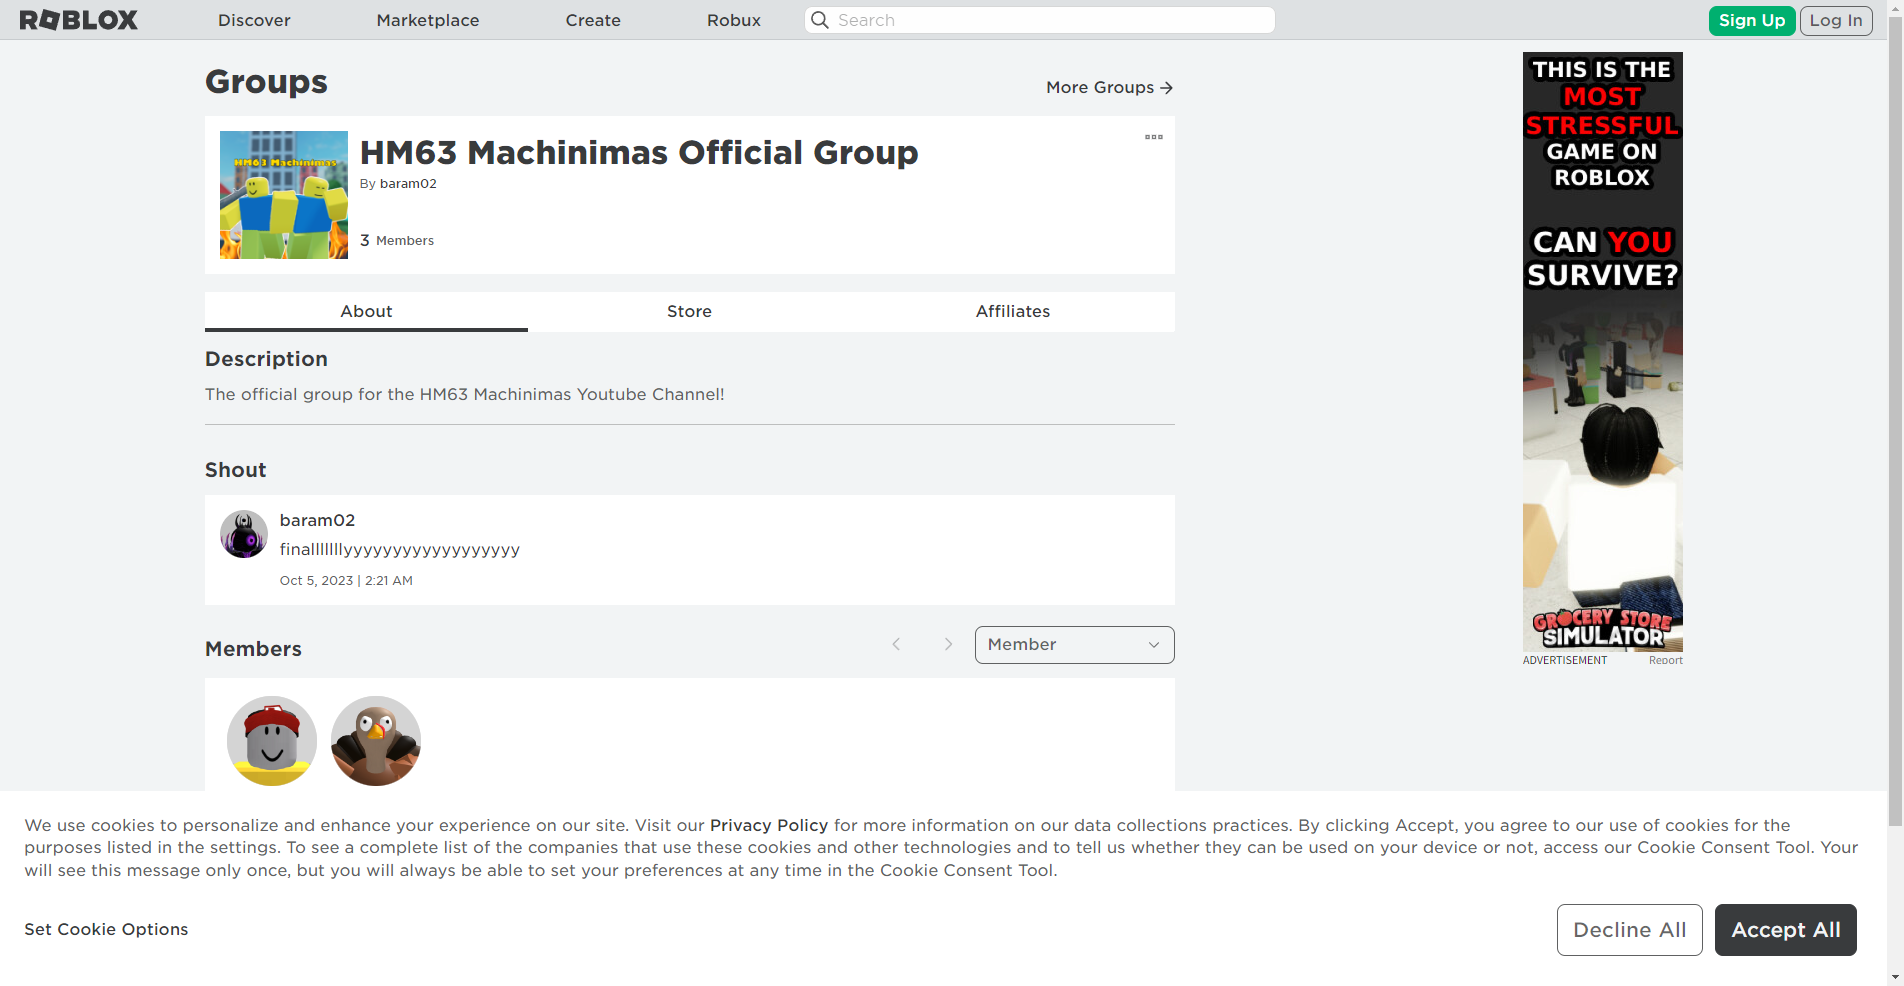 ROBLOX
Discover
Marketplace
Create
Robux
Search
Sign Up
Log In
Groups
More Groups
HM63 Machinimas
HM63 Machinimas Official Group
By baram02
3 Members
About
Store
Affiliates
Description
The official group for the HM63 Machinimas Youtube Channel!
Shout
baram02
finalllllllyyyyyyyyyyyyyyyyyyy
Oct 5, 2023 | 2:21 AM
Members
Member
THIS IS THE
MOST
STRESSFUL
GAME ON
ROBLOX
CAN YOU
SURVIVE?
GROCERY STORE
SIMULATOR
ADVERTISEMENT
Report
We use cookies to personalize and enhance your experience on our site. Visit our Privacy Policy for more information on our data collections practices. By clicking Accept, you agree to our use of cookies for the
purposes listed in the settings. To see a complete list of the companies that use these cookies and other technologies and to tell us whether they can be used on your device or not, access our Cookie Consent Tool. Your
will see this message only once, but you will always be able to set your preferences at any time in the Cookie Consent Tool.
Set Cookie Options
Decline All
Accept All